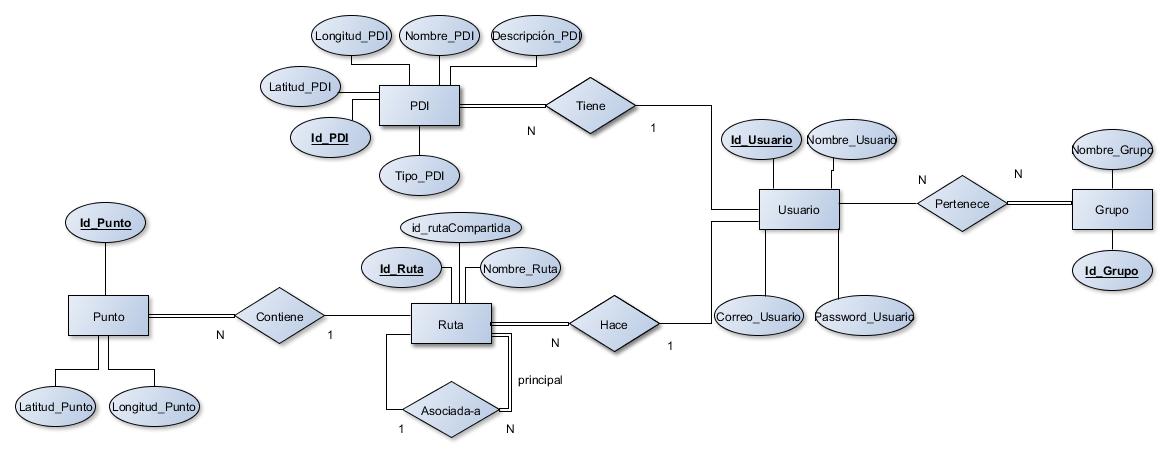 Longitud_PDI
Nombre_PDI
Descripción_PDI
Latitud_PDI
PDI
Tiene
N
1
Id_PDI
Tipo_PDI
Id_Usuario
Nombre_Usuario
Nombre_Grupo
N
N
Usuario
Pertenece
Grupo
Id_Punto
id_rutaCompartida
Id_Ruta
Nombre_Ruta
Id_Grupo
Punto
Contiene
Ruta
Hace
Correo_Usuario
Password_Usuario
N
1
N
1
principal
Latitud_Punto
Longitud_Punto
Asociada-a
1
N